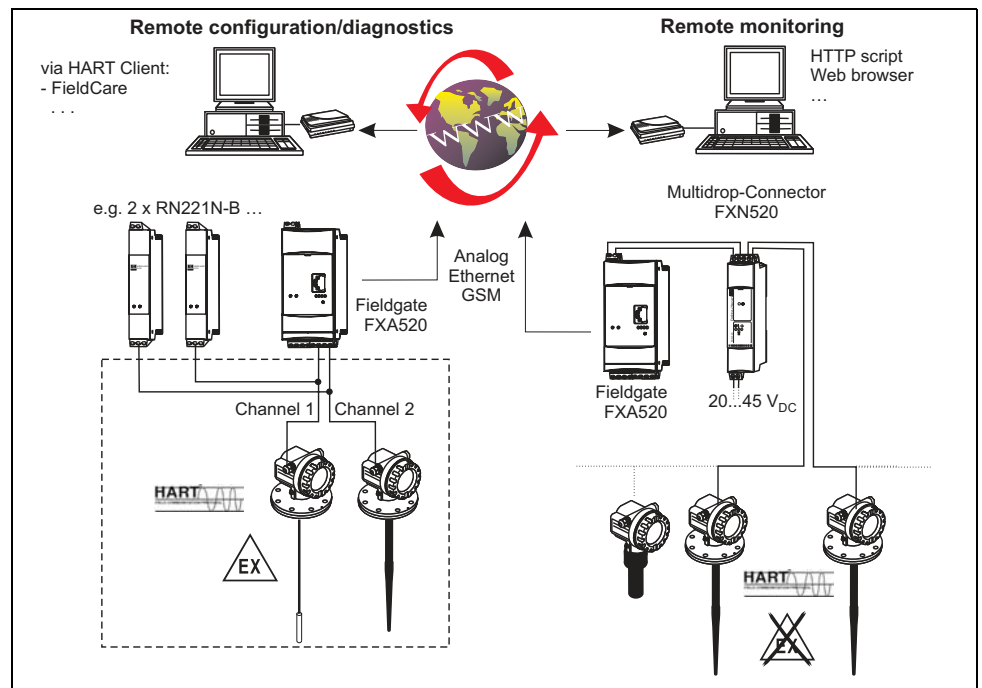 Remote configuration/diagnostics
Remote monitoring
via HART Client:
- FieldCare
. . .
HTTP script
Web browser
...
WWW
Multidrop-Connector
FXN520
e.g. 2 x RN221N-B ...
Analog
Ethernet
GSM
Fieldgate
FXA520
Fieldgate
FXA520
20...45 VDC
Channel 1
Channel 2
HART
EX
HART
EX